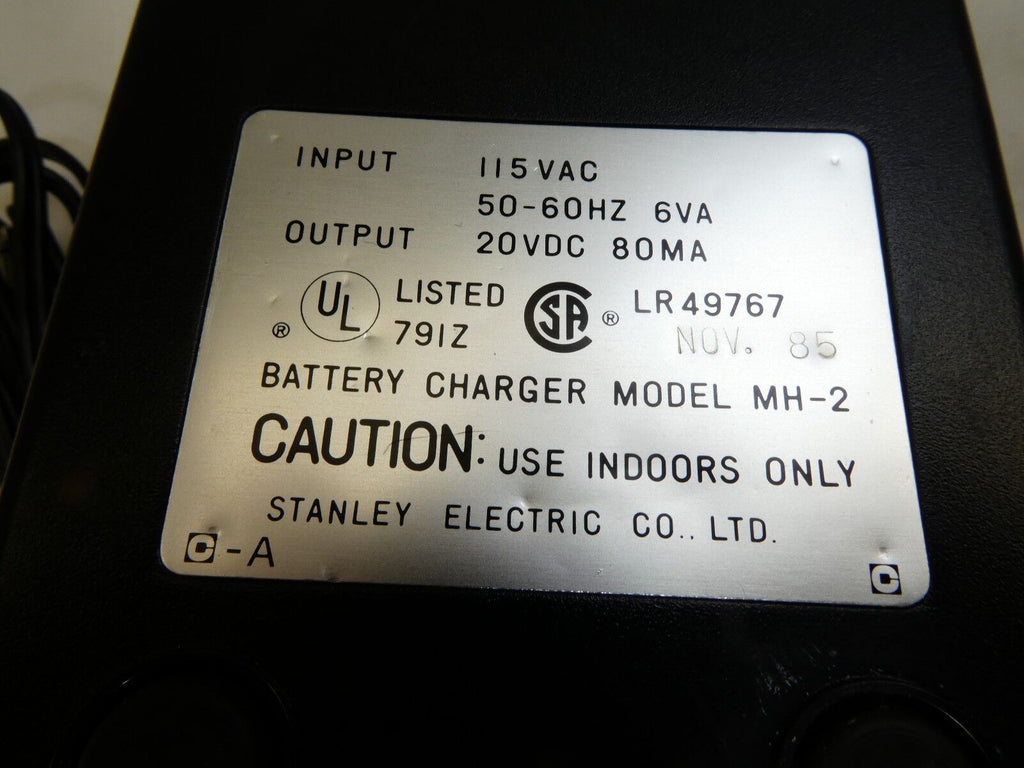 INPUT 115VAC
50-60HZ 6VA
OUTPUT 20VDC 80MA
® UL LISTED 791Z CSA ® LR49767
NOV. 85
BATTERY CHARGER MODEL MH-2
CAUTION: USE INDOORS ONLY
STANLEY ELECTRIC CO., LTD.
C-A
C